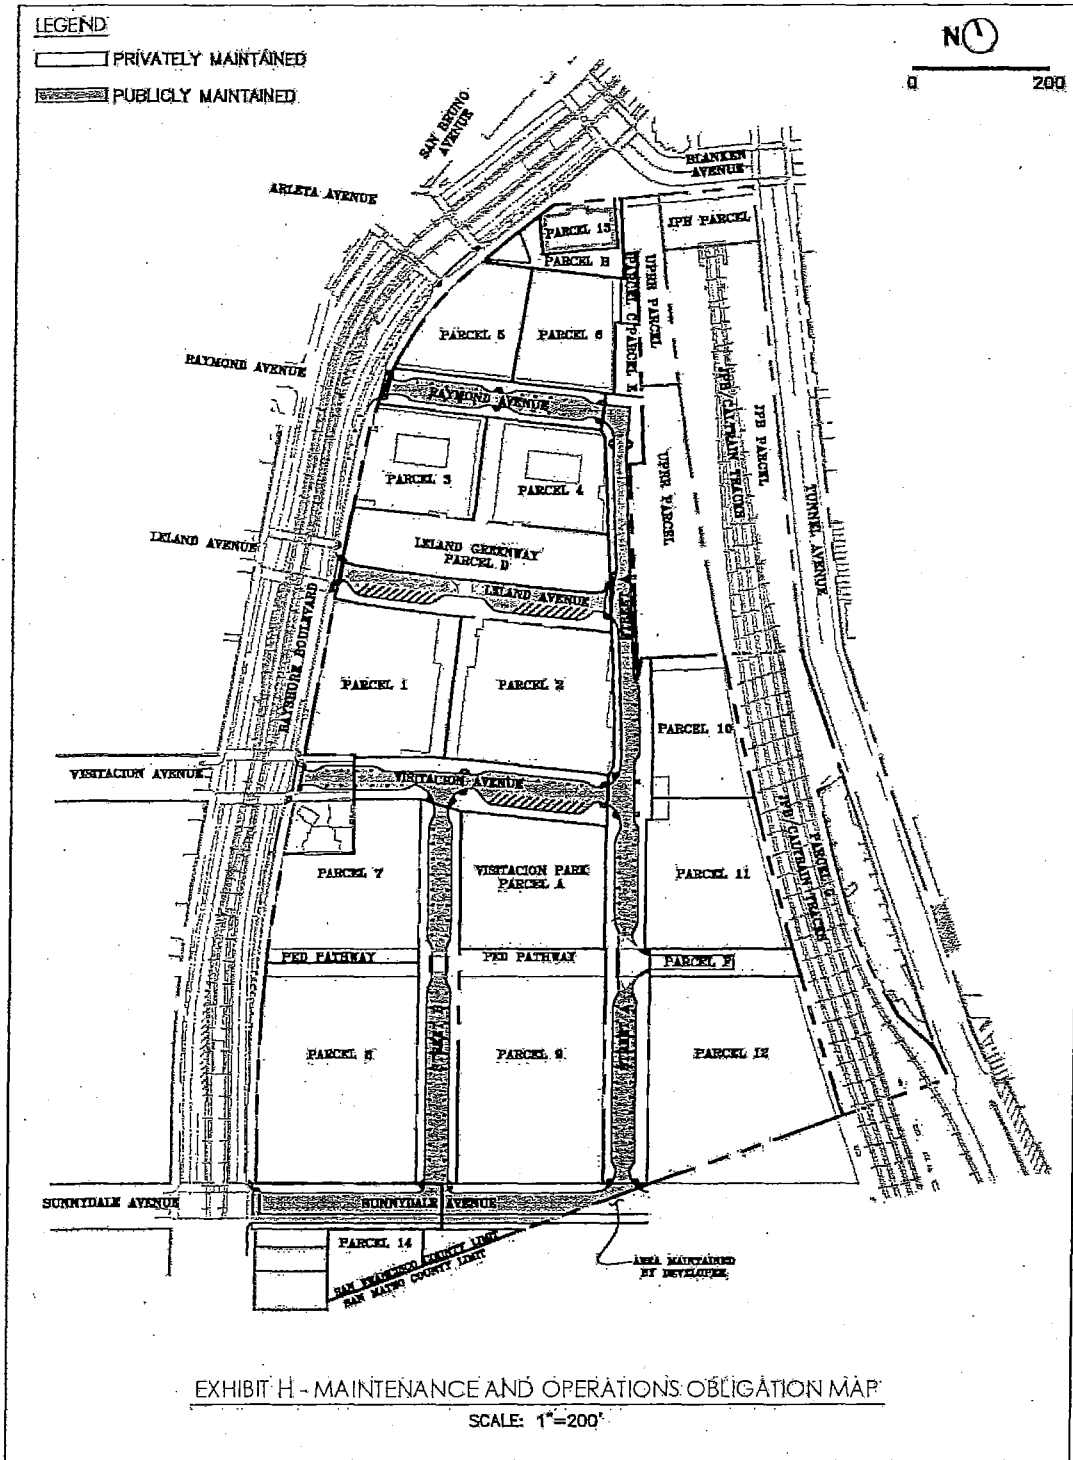 LEGEND
PRIVATELY MAINTAINED
PUBLICLY MAINTAINED
N
0 200
SAN BRUNO
AVENUE
ARLETA AVENUE
BLANKEN
AVENUE
JPB PARCEL
PARCEL 13
PARCEL H
UPRR PARCEL
PARCEL C
PARCEL E
PARCEL 5
PARCEL 6
RAYMOND AVENUE
RAYMOND AVENUE
JPB/CALTRAIN TRACKS
JPB PARCEL
TUNNEL AVENUE
UPRR PARCEL
PARCEL 3
PARCEL 4
LELAND AVENUE
LELAND GREENWAY
PARCEL D
LELAND AVENUE
BAYSHORE BOULEVARD
PARCEL 1
PARCEL 2
PARCEL 10
VISITACION AVENUE
VISITACION AVENUE
JPB/CALTRAIN TRACKS
PARCEL 7
VISITACION PARK
PARCEL A
PARCEL 11
PED PATHWAY
PED PATHWAY
PARCEL F
PARCEL 8
PARCEL 9
PARCEL 12
SUNNYDALE AVENUE
SUNNYDALE AVENUE
PARCEL 14
SAN FRANCISCO COUNTY LIMIT
SAN MATEO COUNTY LIMIT
AREA MAINTAINED
BY DEVELOPER
EXHIBIT H - MAINTENANCE AND OPERATIONS OBLIGATION MAP
SCALE: 1"=200'